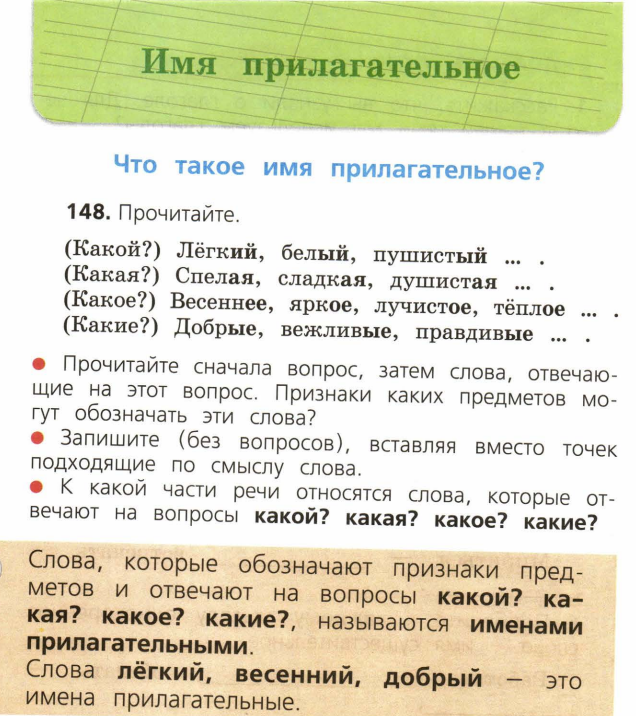 Имя прилагательное
Что такое имя прилагательное?
148. Прочитайте.
(Какой?) Лёгкий, белый, пушистый ... .
(Какая?) Спелая, сладкая, душистая ... .
(Какое?) Весеннее, яркое, лучистое, тёплое ... .
(Какие?) Добрые, вежливые, правдивые ... .
● Прочитайте сначала вопрос, затем слова, отвечаю-
щие на этот вопрос. Признаки каких предметов мо-
гут обозначать эти слова?
● Запишите (без вопросов), вставляя вместо точек
подходящие по смыслу слова.
● К какой части речи относятся слова, которые от-
вечают на вопросы какой? какая? какое? какие?
Слова, которые обозначают признаки пред-
метов и отвечают на вопросы какой? ка-
кая? какое? какие?, называются именами
прилагательными.
Слова лёгкий, весенний, добрый — это
имена прилагательные.